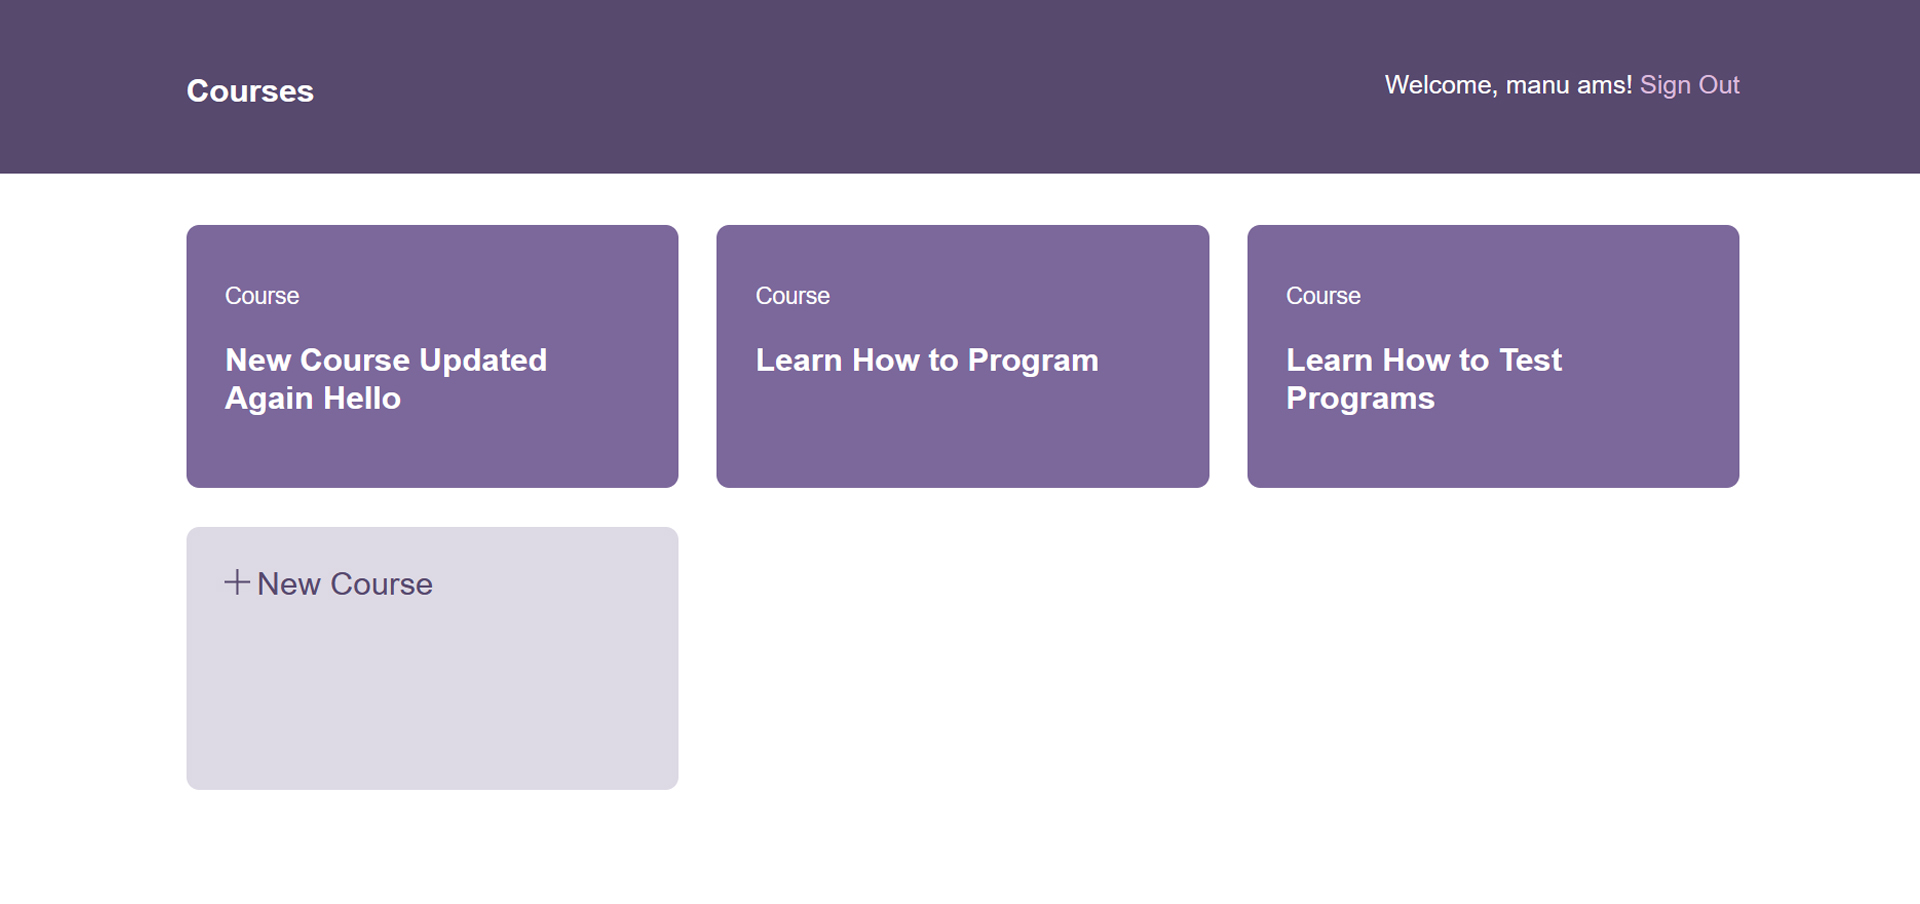 Courses
Welcome, manu ams! Sign Out
Course
New Course Updated
Again Hello
Course
Learn How to Program
Course
Learn How to Test
Programs
New Course